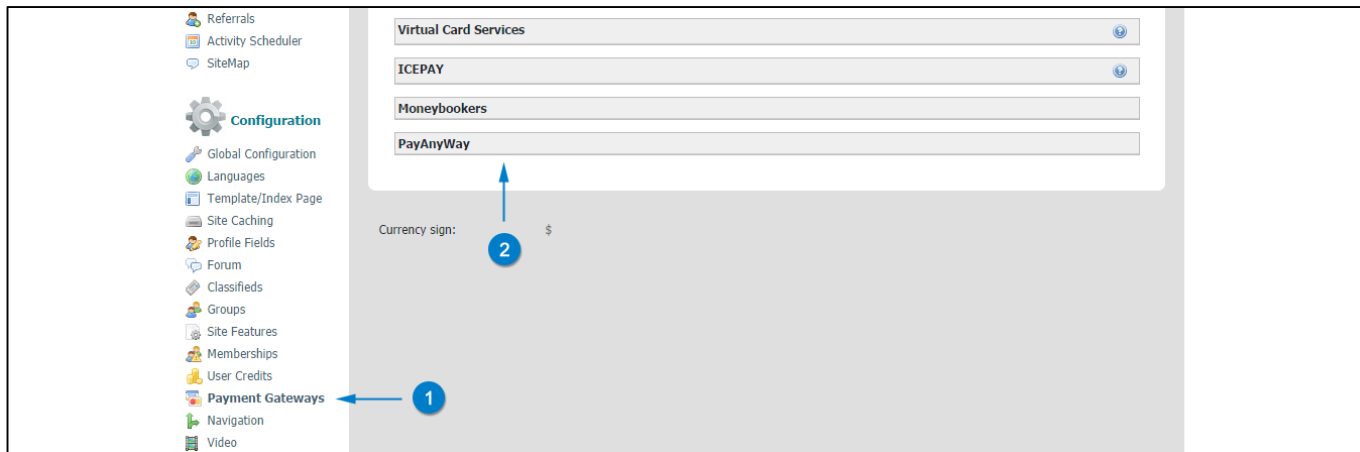 Referrals
Activity Scheduler
SiteMap
Configuration
Global Configuration
Languages
Template/Index Page
Site Caching
Profile Fields
Forum
Classifieds
Groups
Site Features
Memberships
User Credits
Payment Gateways
Navigation
Video
Virtual Card Services
ICEPAY
Moneybookers
PayAnyWay
Currency sign: $
2
1